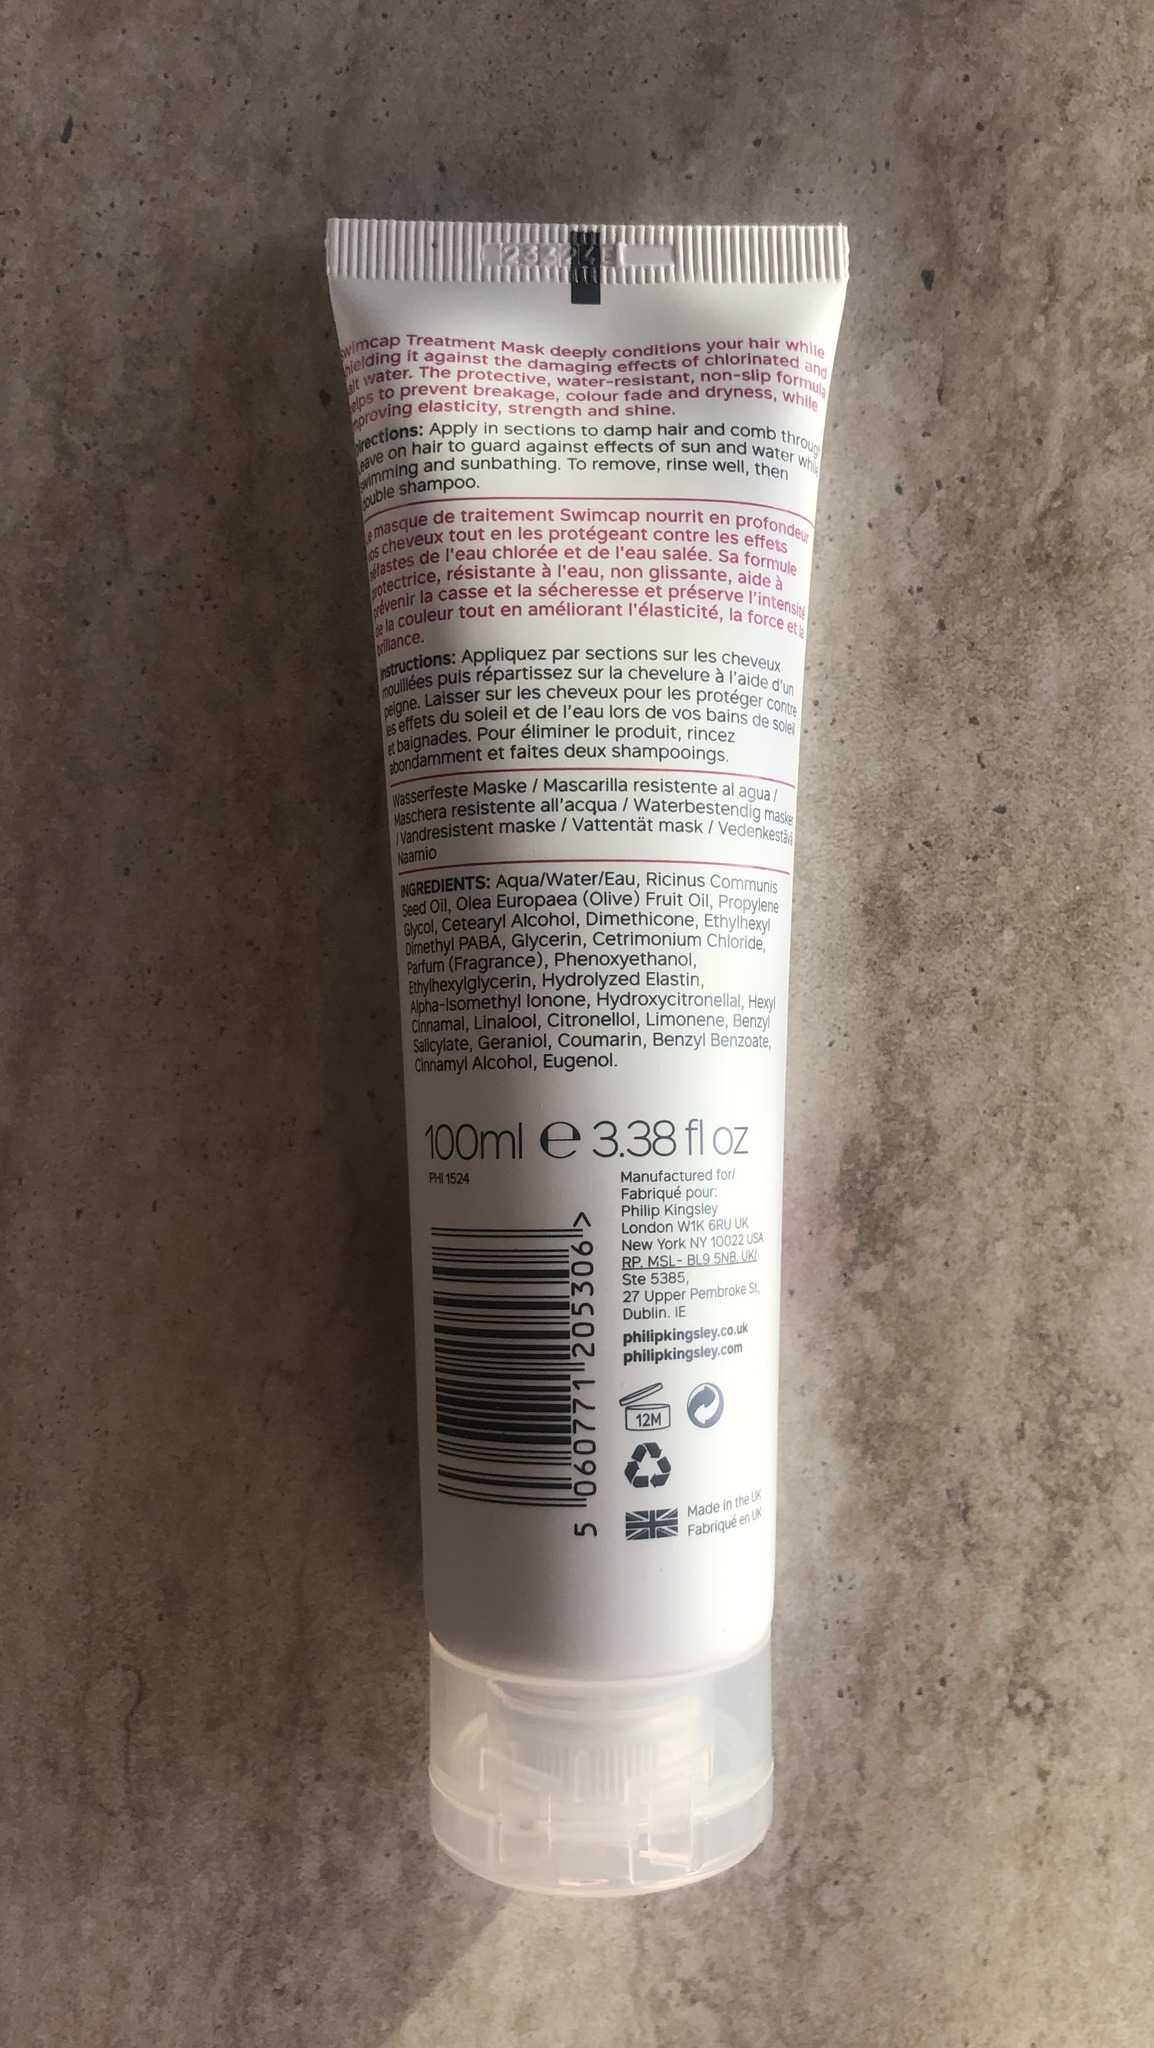 Swimcap Treatment Mask deeply conditions your hair while
shielding it against the damaging effects of chlorinated and
salt water. The protective, water-resistant, non-slip formula
helps to prevent breakage, colour fade and dryness, while
improving elasticity, strength and shine.
Directions: Apply in sections to damp hair and comb through.
Leave on hair to guard against effects of sun and water while
swimming and sunbathing. To remove, rinse well, then
double shampoo.
Le masque de traitement Swimcap nourrit en profondeur
vos cheveux tout en les protégeant contre les effets
néfastes de l'eau chlorée et de l'eau salée. Sa formule
protectrice, résistante à l'eau, non glissante, aide à
prévenir la casse et la sécheresse et préserve l'intensité
de la couleur tout en améliorant l'élasticité, la force et la
brillance.
Instructions: Appliquez par sections sur les cheveux
mouillées puis répartissez sur la chevelure à l'aide d'un
peigne. Laisser sur les cheveux pour les protéger contre
les effets du soleil et de l'eau lors de vos bains de soleil
et baignades. Pour éliminer le produit, rincez
abondamment et faites deux shampooings.
Wasserfeste Maske / Mascarilla resistente al agua /
Maschera resistente all'acqua / Waterbestendig masker
/ Vandresistent maske / Vattentät mask / Vedenkestävä
Naamio
INGREDIENTS: Aqua/Water/Eau, Ricinus Communis
Seed Oil, Olea Europaea (Olive) Fruit Oil, Propylene
Glycol, Cetearyl Alcohol, Dimethicone, Ethylhexyl
Dimethyl PABA, Glycerin, Cetrimonium Chloride,
Parfum (Fragrance), Phenoxyethanol,
Ethylhexylglycerin, Hydrolyzed Elastin,
Alpha-Isomethyl Ionone, Hydroxycitronellal, Hexyl
Cinnamal, Linalool, Citronellol, Limonene, Benzyl
Salicylate, Geraniol, Coumarin, Benzyl Benzoate,
Cinnamyl Alcohol, Eugenol.
100ml e 3.38 fl oz
PHI 1524
Manufactured for/
Fabriqué pour:
Philip Kingsley
London W1K 6RU UK
New York NY 10022 USA
RP. MSL- BL9 5NB. UK/
Ste 5385,
27 Upper Pembroke St,
Dublin. IE
philipkingsley.co.uk
philipkingsley.com
12M
5 060771 205306 >
Made in the UK
Fabriqué en UK